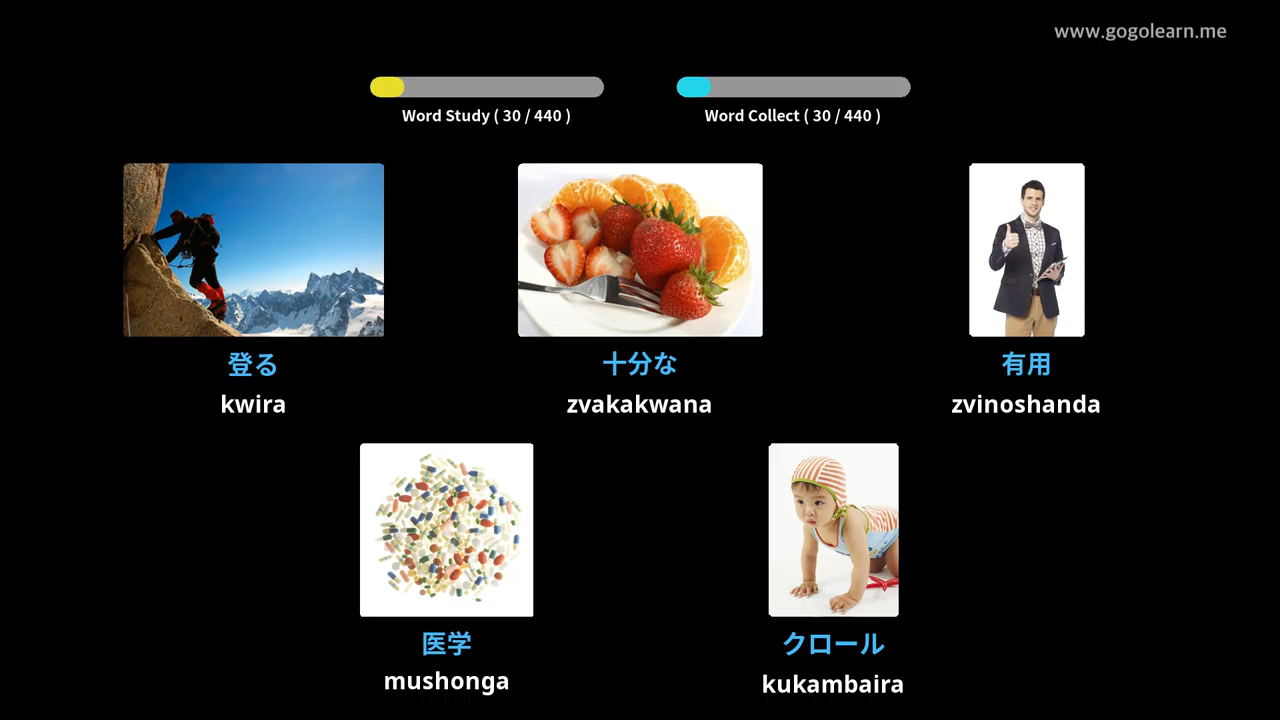 www.gogolearn.me
Word Study ( 30 / 440 )
Word Collect ( 30 / 440 )
登る
kwira
十分な
zvakakwana
有用
zvinoshanda
医学
mushonga
クロール
kukambaira